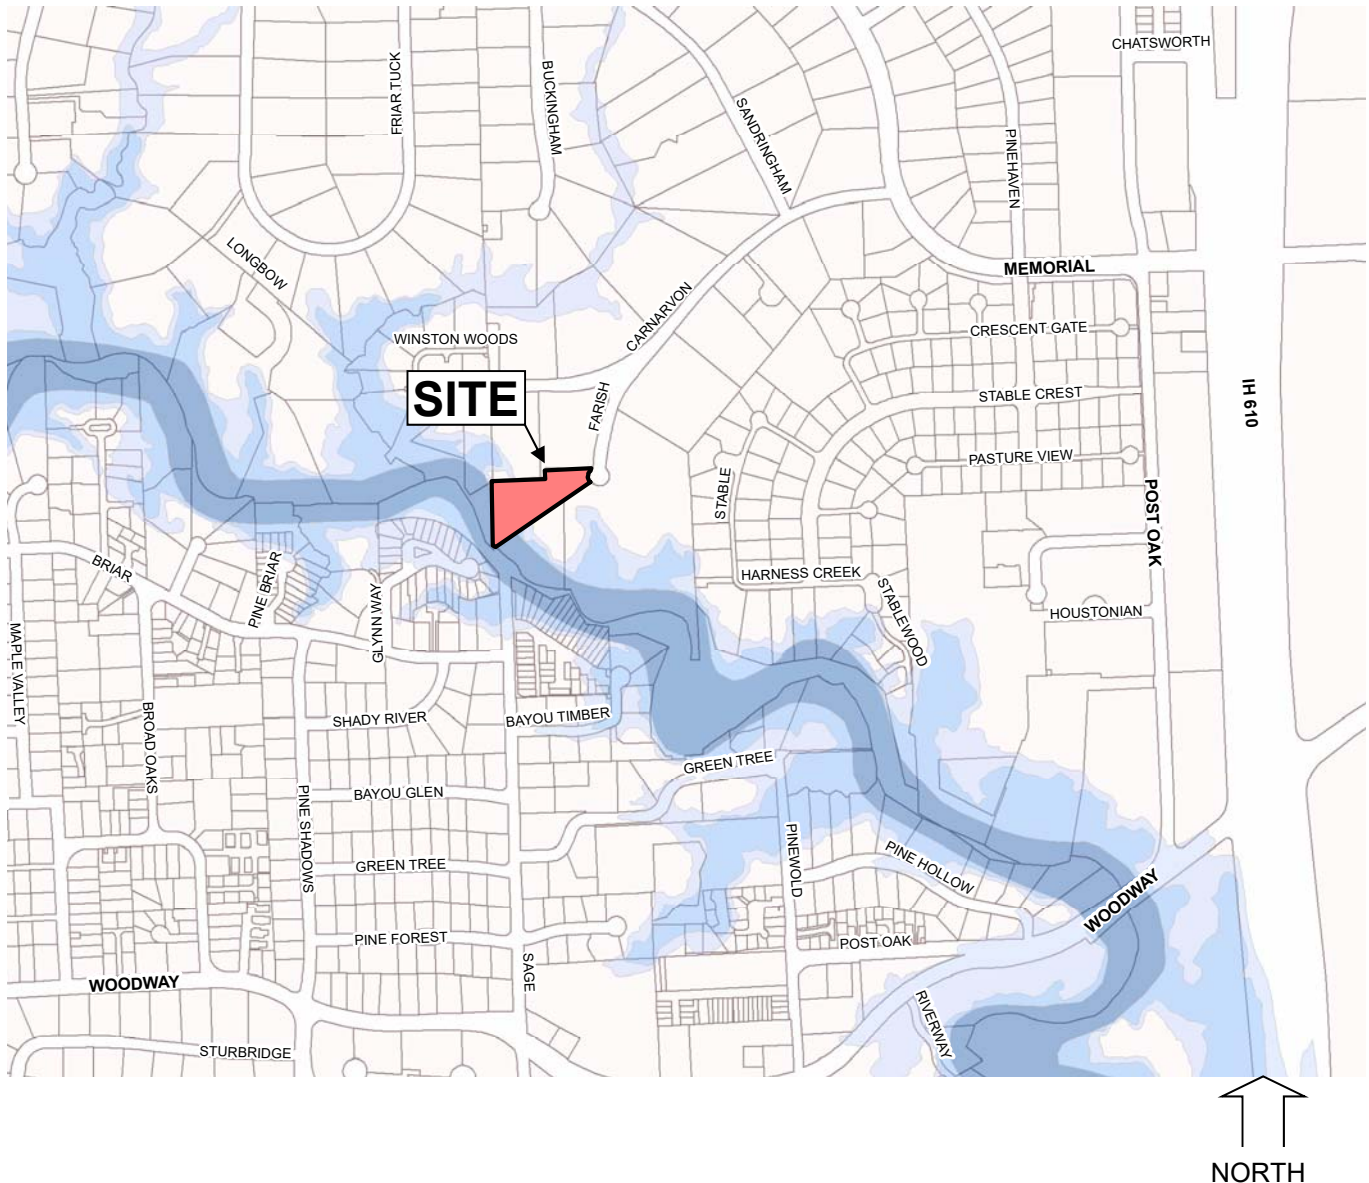 CHATSWORTH
FRIAR TUCK
BUCKINGHAM
SANDRINGHAM
PINEHAVEN
LONGBOW
MEMORIAL
CARNARVON
WINSTON WOODS
CRESCENT GATE
SITE
FARISH
STABLE CREST
IH 610
PASTURE VIEW
STABLE
POST OAK
BRIAR
PINE BRIAR
GLYNN WAY
HARNESS CREEK
STABLEWOOD
HOUSTONIAN
MAPLE VALLEY
BROAD OAKS
SHADY RIVER
BAYOU TIMBER
GREEN TREE
BAYOU GLEN
PINE SHADOWS
GREEN TREE
PINEWOLD
PINE HOLLOW
WOODWAY
PINE FOREST
POST OAK
WOODWAY
SAGE
RIVERWAY
STURBRIDGE
NORTH